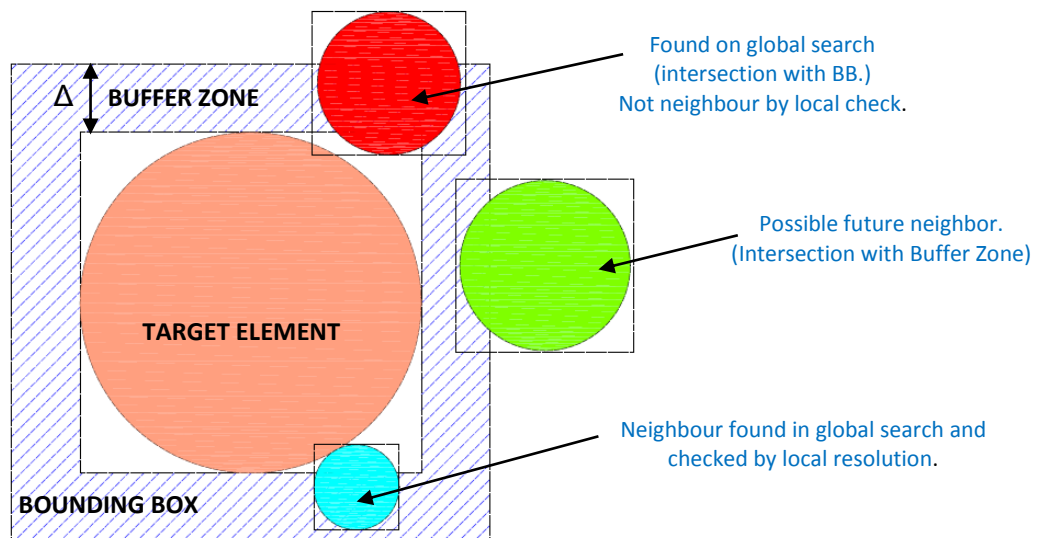 Found on global search
(intersection with BB.)
Not neighbour by local check.
Δ
BUFFER ZONE
Possible future neighbor.
(Intersection with Buffer Zone)
TARGET ELEMENT
Neighbour found in global search and
checked by local resolution.
BOUNDING BOX